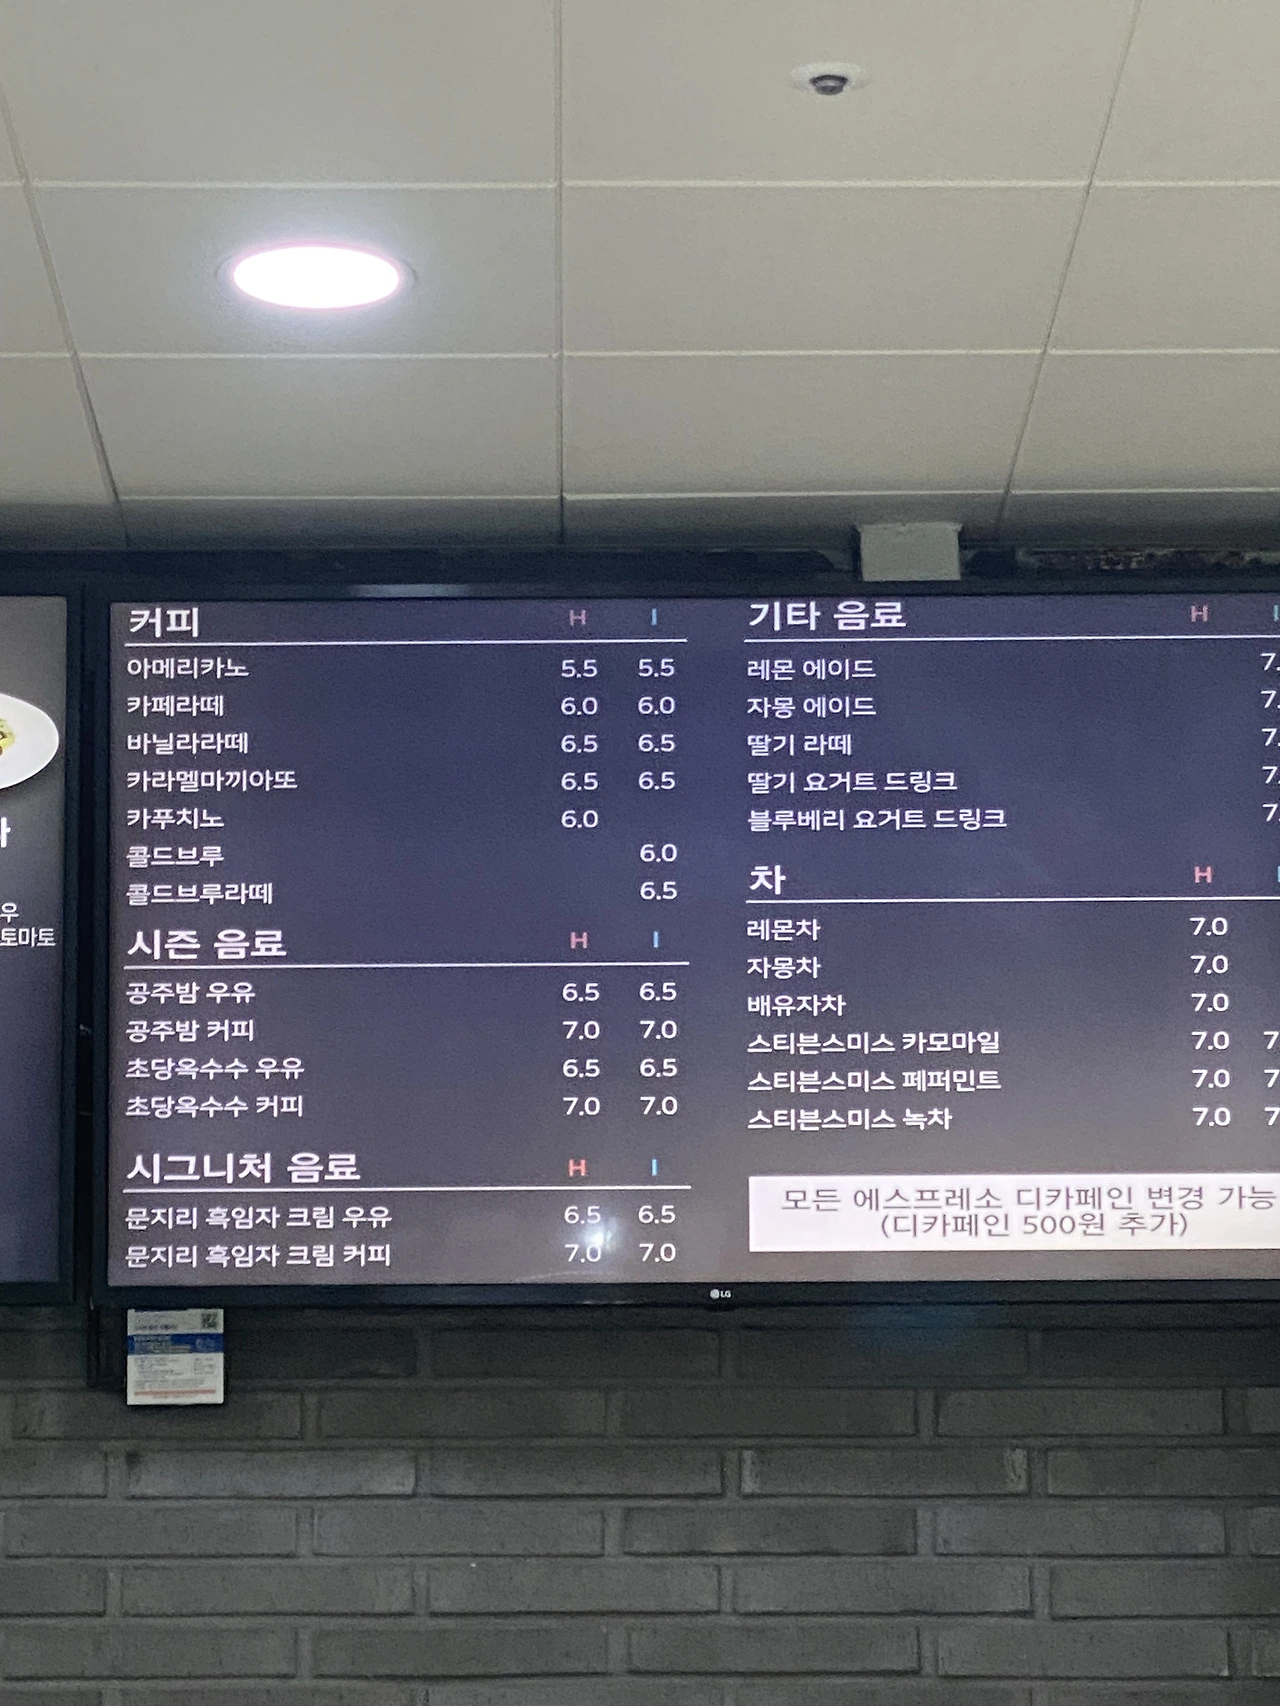 커피 H I
아메리카노 5.5 5.5
카페라떼 6.0 6.0
바닐라라떼 6.5 6.5
카라멜마끼아또 6.5 6.5
카푸치노 6.0
콜드브루 6.0
콜드브루라떼 6.5
시즌 음료 H I
공주밤 우유 6.5 6.5
공주밤 커피 7.0 7.0
초당옥수수 우유 6.5 6.5
초당옥수수 커피 7.0 7.0
시그니처 음료 H I
문지리 흑임자 크림 우유 6.5 6.5
문지리 흑임자 크림 커피 7.0 7.0
기타 음료 H I
레몬 에이드 7.
자몽 에이드 7.
딸기 라떼 7.
딸기 요거트 드링크 7.
블루베리 요거트 드링크 7.
차 H I
레몬차 7.0
자몽차 7.0
배유자차 7.0
스티븐스미스 카모마일 7.0 7
스티븐스미스 페퍼민트 7.0 7
스티븐스미스 녹차 7.0 7
모든 에스프레소 디카페인 변경 가능
(디카페인 500원 추가)
우
토마토
LG